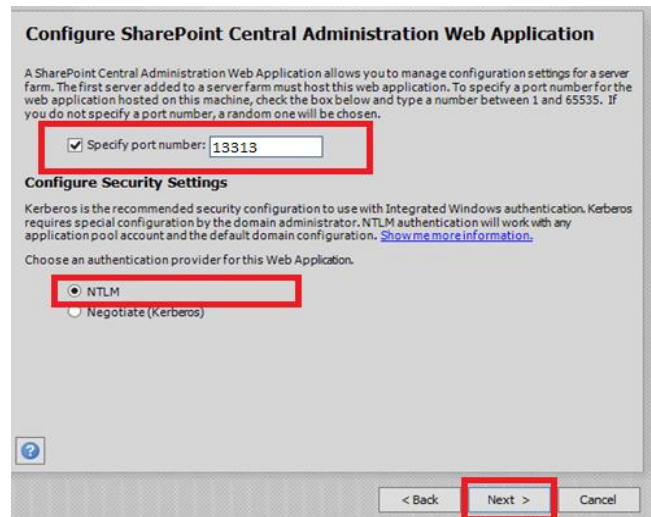 Configure SharePoint Central Administration Web Application
A SharePoint Central Administration Web Application allows you to manage configuration settings for a server
farm. The first server added to a server farm must host this web application. To specify a port number for the
web application hosted on this machine, check the box below and type a number between 1 and 65535. If
you do not specify a port number, a random one will be chosen.
Specify port number: 13313
Configure Security Settings
Kerberos is the recommended security configuration to use with Integrated Windows authentication. Kerberos
requires special configuration by the domain administrator. NTLM authentication will work with any
application pool account and the default domain configuration. Show me more information.
Choose an authentication provider for this Web Application.
NTLM
Negotiate (Kerberos)
?
< Back Next > Cancel